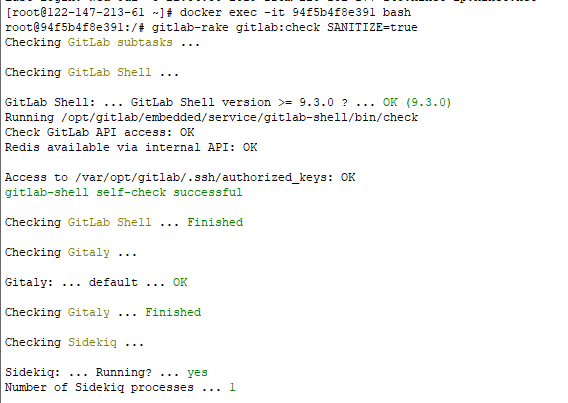 [root@122-147-213-61 ~]# docker exec -it 94f5b4f8e391 bash
root@94f5b4f8e391:/# gitlab-rake gitlab:check SANITIZE=true
Checking GitLab subtasks ...
Checking GitLab Shell ...
GitLab Shell: ... GitLab Shell version >= 9.3.0 ? ... OK (9.3.0)
Running /opt/gitlab/embedded/service/gitlab-shell/bin/check
Check GitLab API access: OK
Redis available via internal API: OK
Access to /var/opt/gitlab/.ssh/authorized_keys: OK
gitlab-shell self-check successful
Checking GitLab Shell ... Finished
Checking Gitaly ...
Gitaly: ... default ... OK
Checking Gitaly ... Finished
Checking Sidekiq ...
Sidekiq: ... Running? ... yes
Number of Sidekiq processes ... 1